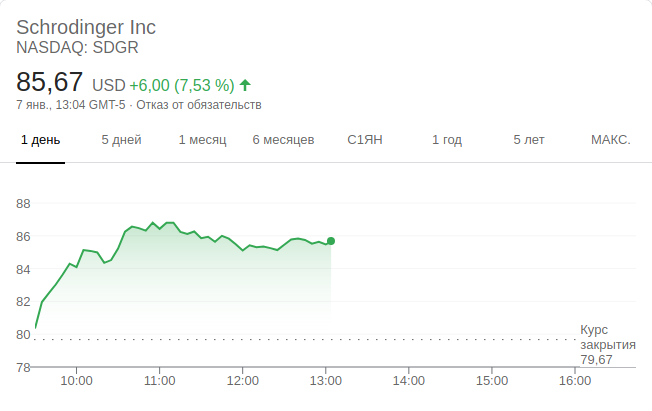 Schrodinger Inc
NASDAQ: SDGR
85,67 USD +6,00 (7,53 %)
7 янв., 13:04 GMT-5 · Отказ от обязательств
1 день 5 дней 1 месяц 6 месяцев С1ЯН 1 год 5 лет МАКС.
88
86
84
82
80
Курс
закрытия
79,67
78
10:00 11:00 12:00 13:00 14:00 15:00 16:00